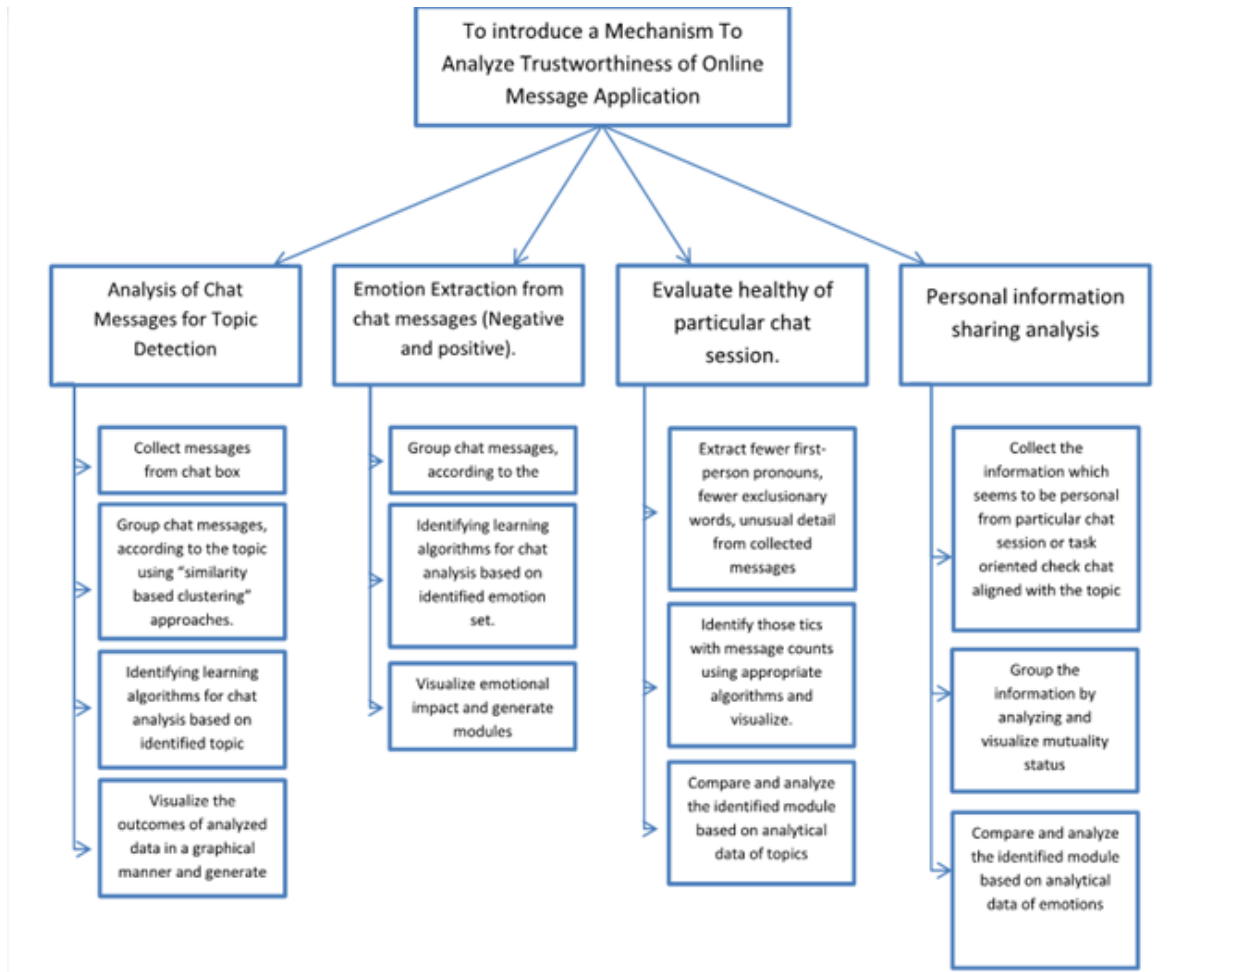 To introduce a Mechanism To
Analyze Trustworthiness of Online
Message Application
Analysis of Chat
Messages for Topic
Detection
Collect messages
from chat box
Group chat messages,
according to the topic
using “similarity
based clustering”
approaches.
Identifying learning
algorithms for chat
analysis based on
identified topic
Visualize the
outcomes of analyzed
data in a graphical
manner and generate
Emotion Extraction from
chat messages (Negative
and positive).
Group chat messages,
according to the
Identifying learning
algorithms for chat
analysis based on
identified emotion
set.
Visualize emotional
impact and generate
modules
Evaluate healthy of
particular chat
session.
Extract fewer first-
person pronouns,
fewer exclusionary
words, unusual detail
from collected
messages
Identify those tics
with message counts
using appropriate
algorithms and
visualize.
Compare and analyze
the identified module
based on analytical
data of topics
Personal information
sharing analysis
Collect the
information which
seems to be personal
from particular chat
session or task
oriented check chat
aligned with the topic
Group the
information by
analyzing and
visualize mutuality
status
Compare and analyze
the identified module
based on analytical
data of emotions